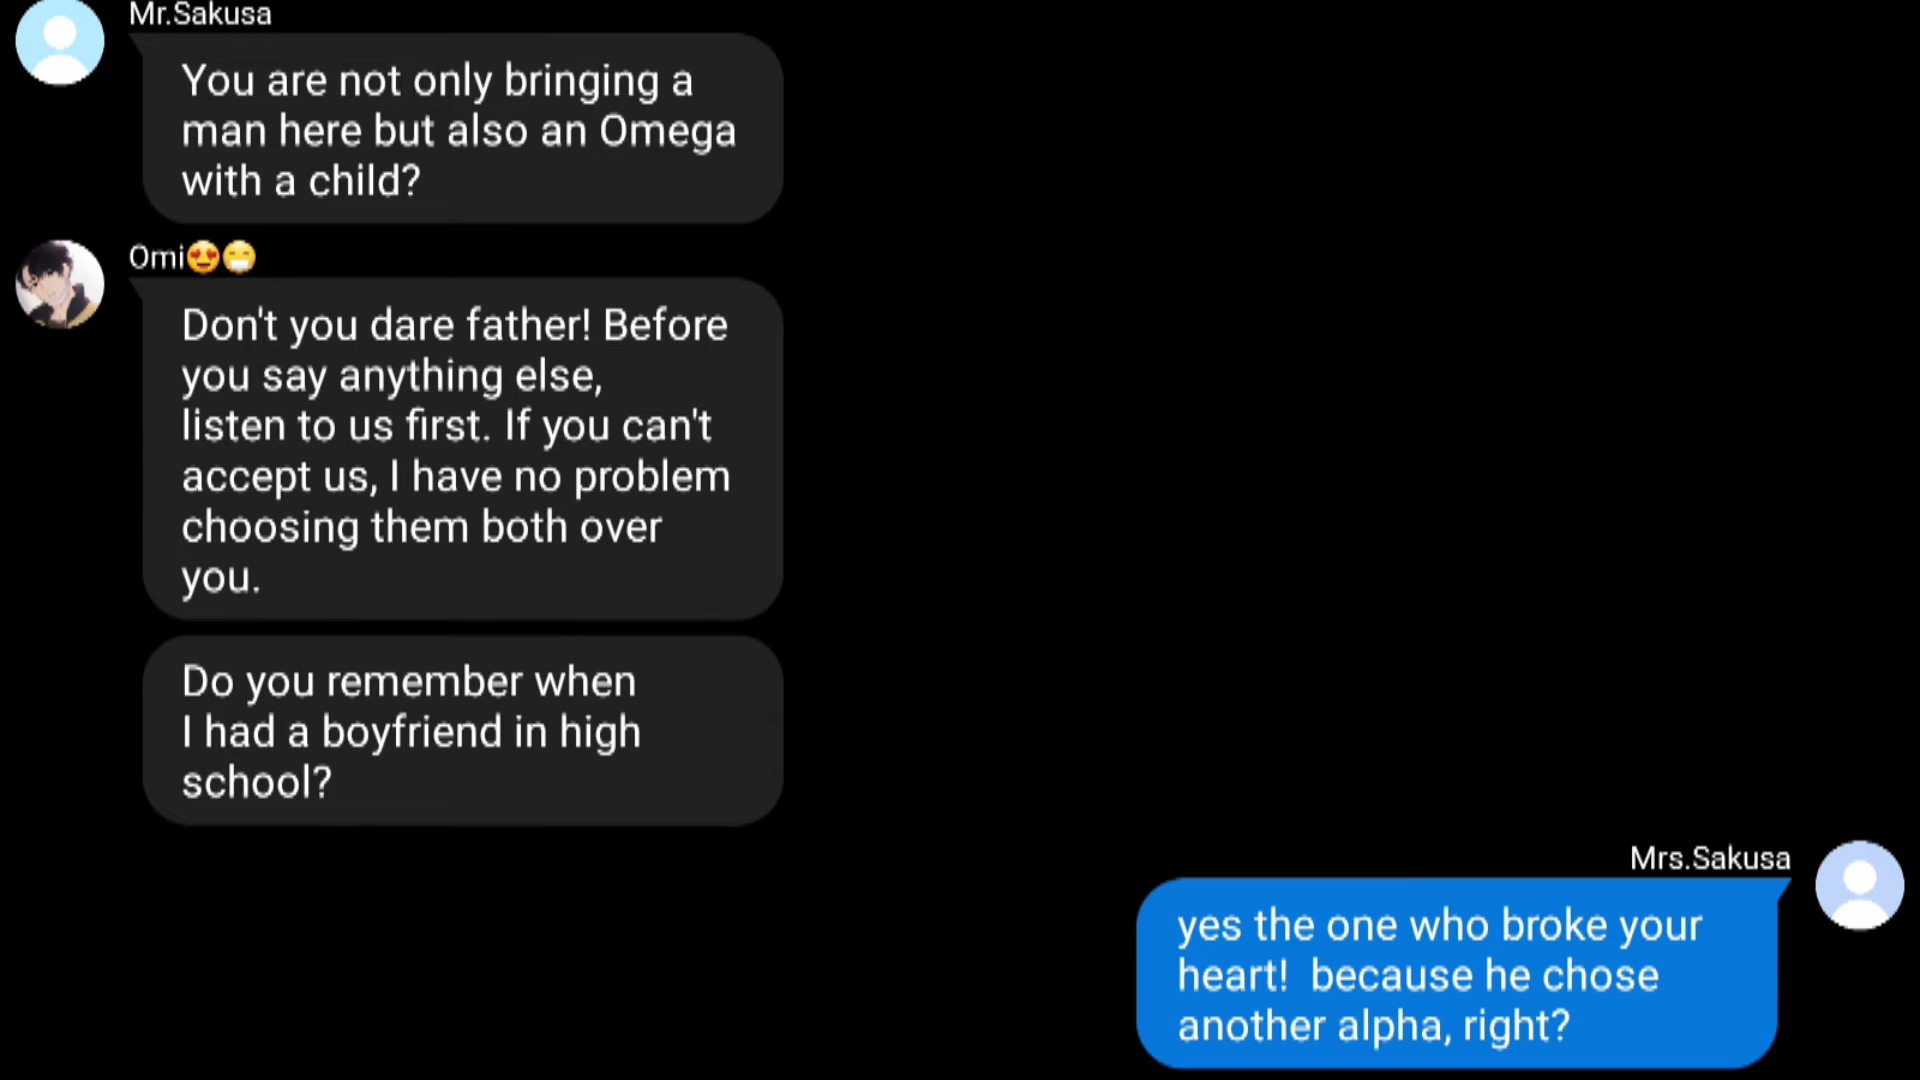 Mr.Sakusa
You are not only bringing a
man here but also an Omega
with a child?
Omi😍😷
Don't you dare father! Before
you say anything else,
listen to us first. If you can't
accept us, I have no problem
choosing them both over
you.
Do you remember when
I had a boyfriend in high
school?
Mrs.Sakusa
yes the one who broke your
heart!  because he chose
another alpha, right?